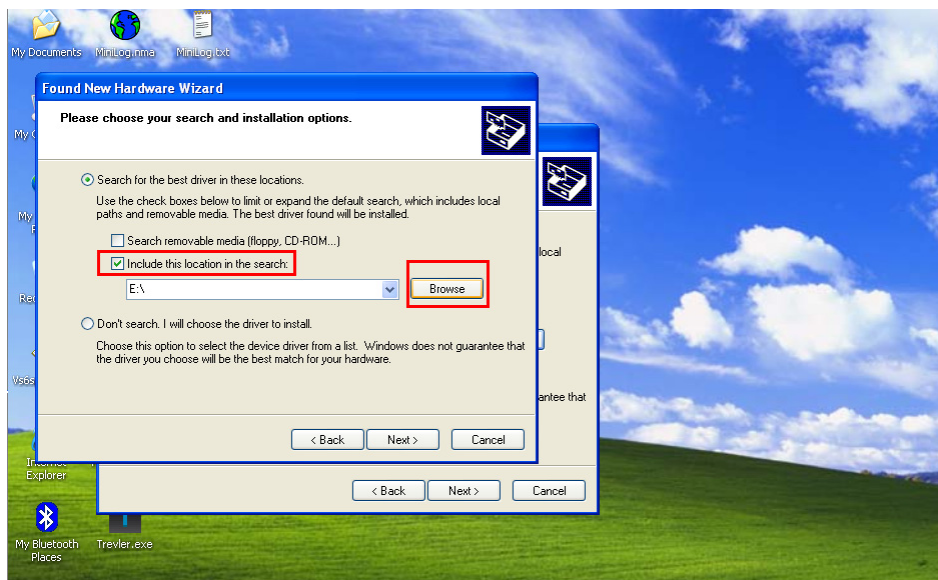 My Documents
MiniLog.nma
MiniLog.txt
Found New Hardware Wizard
Please choose your search and installation options.
My
Search for the best driver in these locations.
Use the check boxes below to limit or expand the default search, which includes local
paths and removable media. The best driver found will be installed.
My
Search removable media (floppy, CD-ROM...)
local
Include this location in the search:
E:\
Browse
Rec
Don't search. I will choose the driver to install.
Choose this option to select the device driver from a list. Windows does not guarantee that
the driver you choose will be the best match for your hardware.
Vs6s
antee that
< Back
Next >
Cancel
Internet
Explorer
< Back
Next >
Cancel
My Bluetooth
Places
Trevler.exe